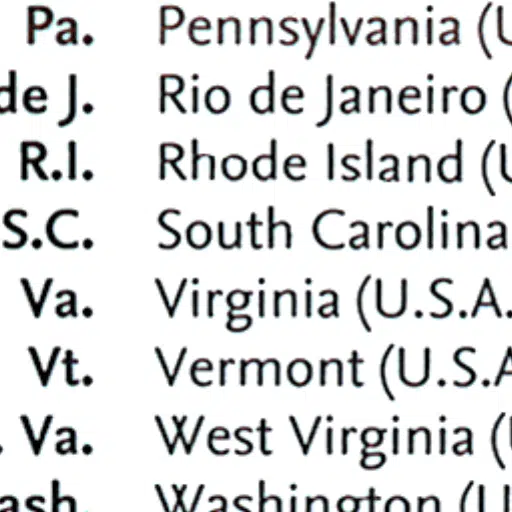 Pa. Pennsylvania (U
de J. Rio de Janeiro (
R.I. Rhode Island (U
S.C. South Carolina
Va. Virginia (U.S.A.
Vt. Vermont (U.S.A
. Va. West Virginia (U
ash. Washington (U